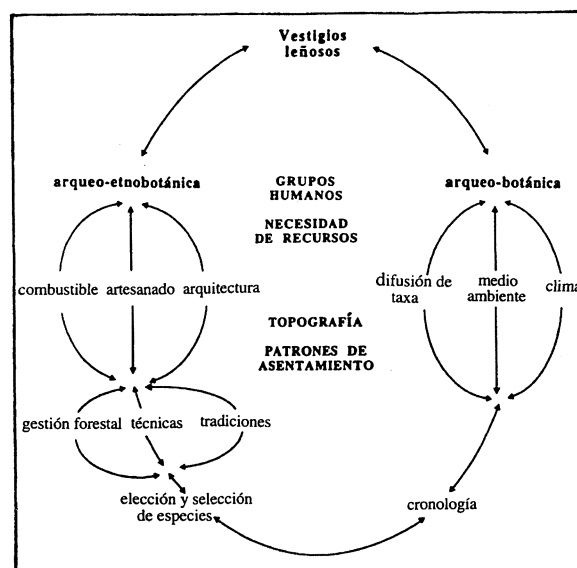 Vestigios
leñosos
arqueo-etnobotánica
GRUPOS
HUMANOS
arqueo-botánica
NECESIDAD
DE RECURSOS
combustible artesanado arquitectura
difusión de
taxa
medio
ambiente
clima
TOPOGRAFÍA
PATRONES DE
ASENTAMIENTO
gestión forestal técnicas tradiciones
elección y selección
de especies
cronología